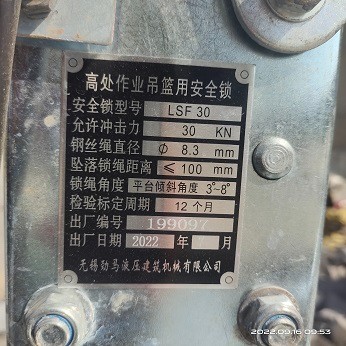 高处作业吊篮用安全锁
安全锁型号 LSF 30
允许冲击力 30 KN
钢丝绳直径 Φ 8.3 mm
坠落锁绳距离 ≤ 100 mm
锁绳角度 平台倾斜角度 3°-8°
检验标定周期 12 个月
出厂编号 199097
出厂日期 2022 年 月
无锡劲马液压建筑机械有限公司
2022.09.16 09:53